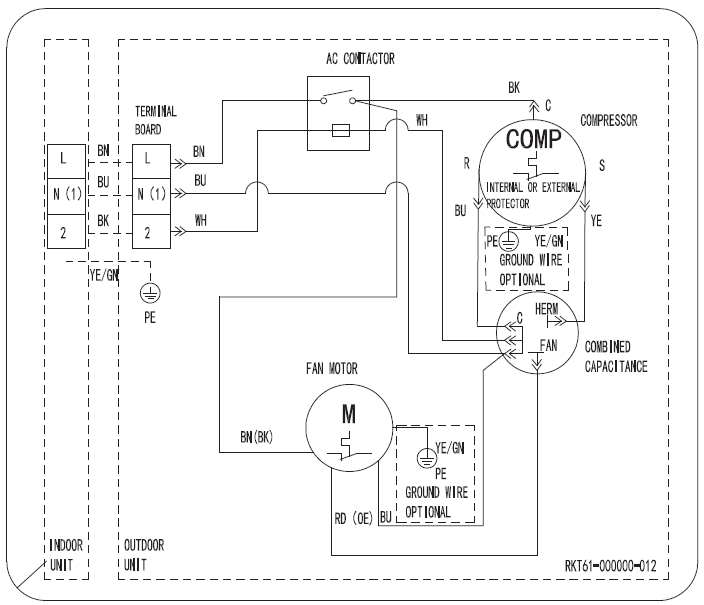 AC CONTACTOR
BK
C
COMPRESSOR
TERMINAL
BOARD
WH
COMP
L
BN
L
BN
R
S
N (1)
BU
N (1)
BU
INTERNAL OR EXTERNAL
PROTECTOR
BU
YE
2
BK
2
WH
PE
YE/GN
GROUND WIRE
OPTIONAL
YE/GN
PE
HERM
C
FAN
COMBINED
CAPACITANCE
FAN MOTOR
M
BN(BK)
YE/GN
PE
GROUND WIRE
OPTIONAL
RD (OE)
BU
INDOOR
UNIT
OUTDOOR
UNIT
RKT61-000000-012